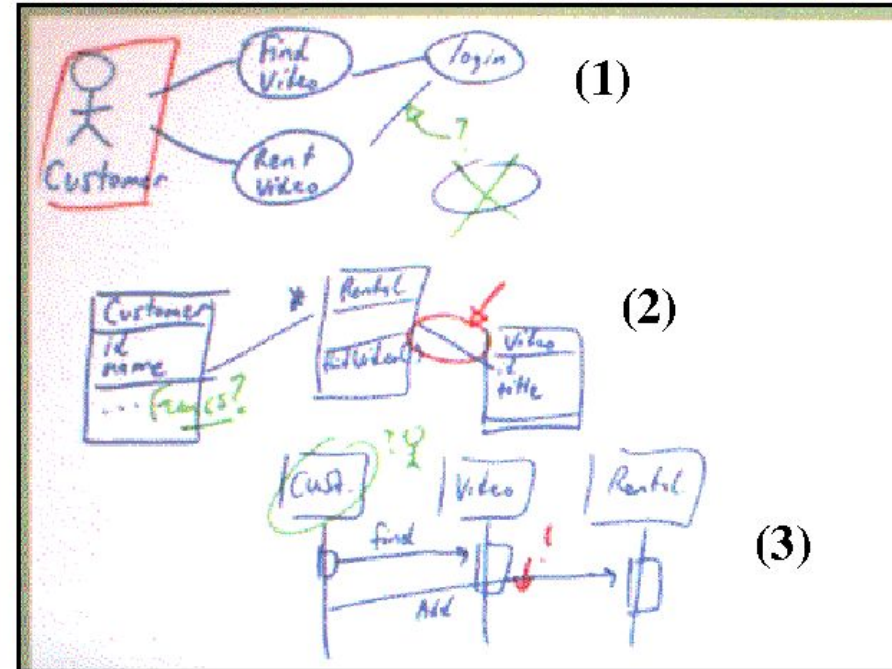 Find
Video
login
(1)
?
Customer
Rent
Video
Rental
*
(2)
Customer
id
name
Video
id
title
...
?
?
Cust.
Video
Rental
find
!
(3)
Add